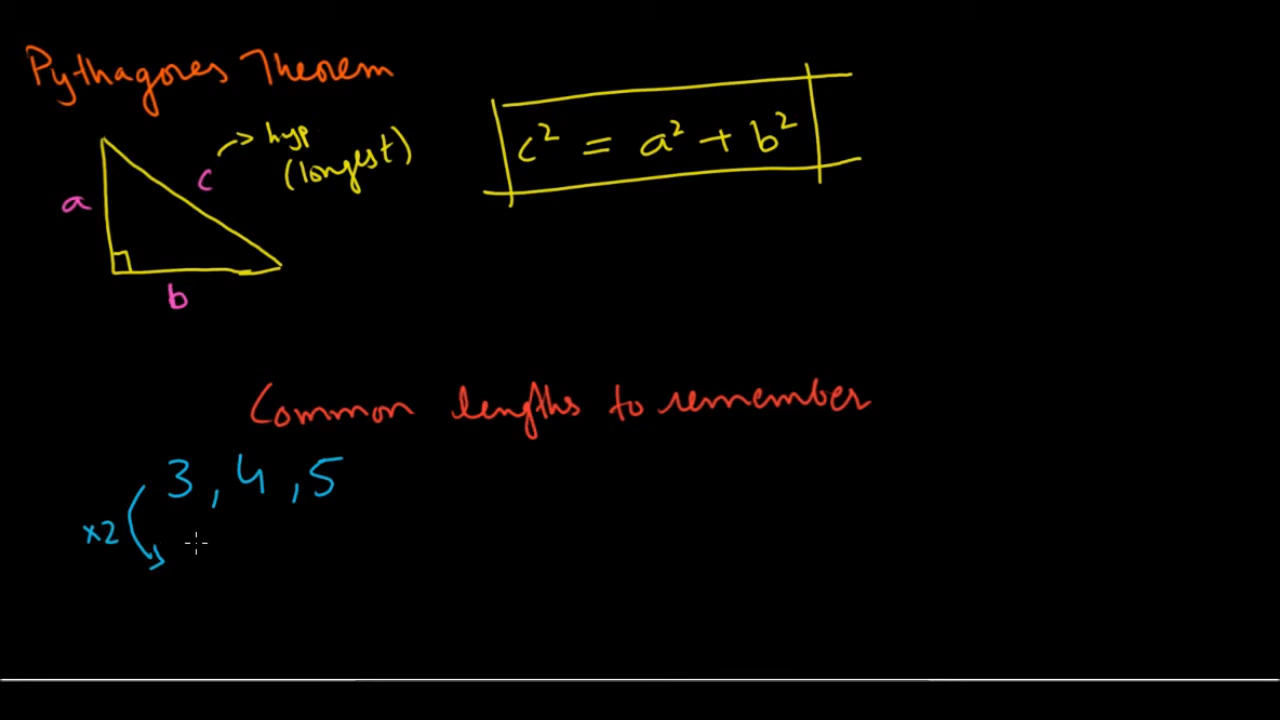 Pythagores Theorem
c² = a² + b²
hyp
(longest)
c
a
b
Common lengths to remember
3, 4, 5
x2